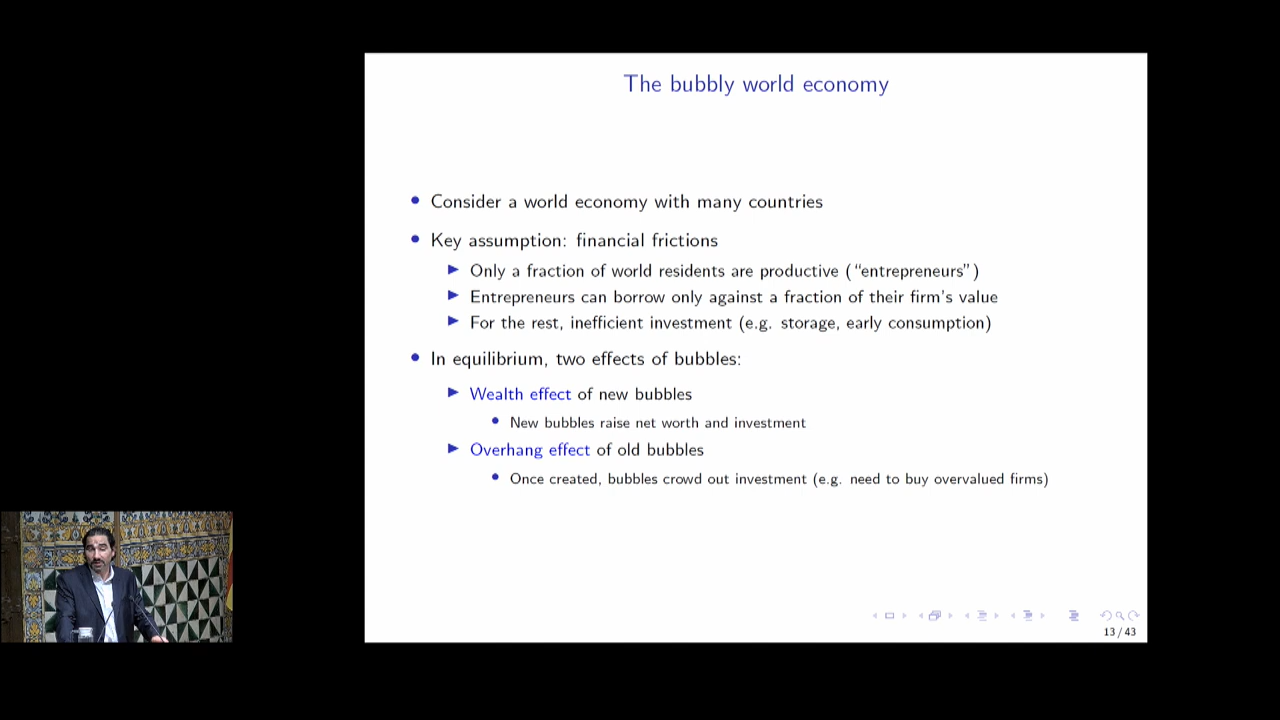 The bubbly world economy
Consider a world economy with many countries
Key assumption: financial frictions
Only a fraction of world residents are productive (“entrepreneurs”)
Entrepreneurs can borrow only against a fraction of their firm's value
For the rest, inefficient investment (e.g. storage, early consumption)
In equilibrium, two effects of bubbles:
Wealth effect of new bubbles
New bubbles raise net worth and investment
Overhang effect of old bubbles
Once created, bubbles crowd out investment (e.g. need to buy overvalued firms)
13 / 43